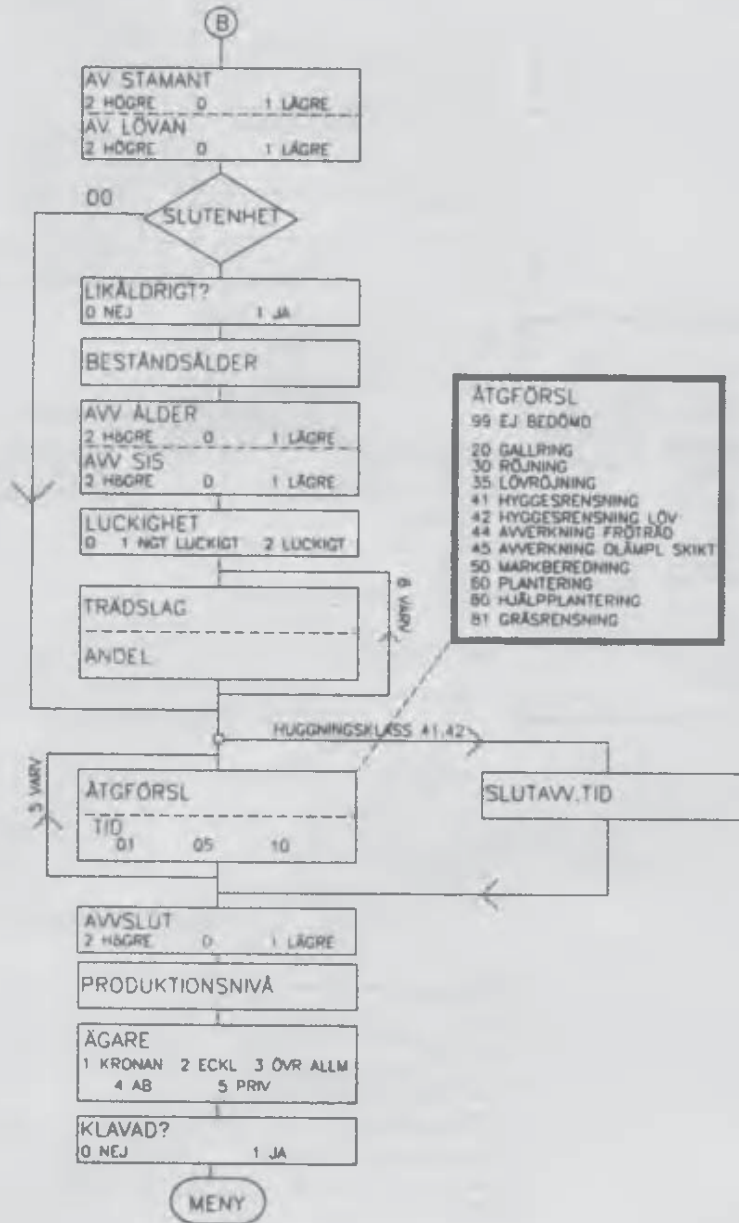 B
AV STAMANT
2 HÖGRE 0 1 LÄGRE
AV LÖVAN
2 HÖGRE 0 1 LÄGRE
00
SLUTENHET
LIKÅLDRIGT?
0 NEJ 1 JA
BESTÅNDSÅLDER
AVV ÅLDER
2 HÖGRE 0 1 LÄGRE
AVV SIS
2 HÖGRE 0 1 LÄGRE
LUCKIGHET
0 1 NGT LUCKIGT 2 LUCKIGT
TRÄDSLAG
ANDEL
6 VARV
ÅTGFÖRSL
99 EJ BEDÖMD
20 GALLRING
30 RÖJNING
35 LÖVRÖJNING
41 HYGGESRENSNING
42 HYGGESRENSNING LÖV
44 AVVERKNING FRÖTRÄD
45 AVVERKNING OLÄMPL SKIKT
50 MARKBEREDNING
60 PLANTERING
80 HJÄLPPLANTERING
81 GRÄSRENSNING
HUGGNINGSKLASS 41,42
5 VARV
ÅTGFÖRSL
TID
01 05 10
SLUTAVV.TID
AVVSLUT
2 HÖGRE 0 1 LÄGRE
PRODUKTIONSNIVÅ
ÄGARE
1 KRONAN 2 ECKL 3 ÖVR ALLM
4 AB 5 PRIV
KLAVAD?
0 NEJ 1 JA
MENY